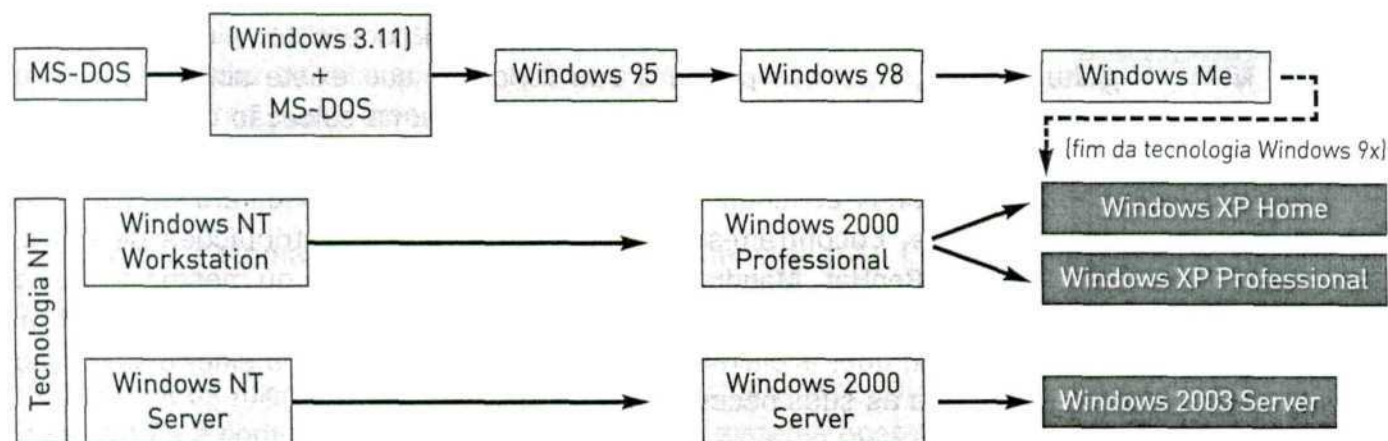 MS-DOS
(Windows 3.11)
+
MS-DOS
Windows 95
Windows 98
Windows Me
(fim da tecnologia Windows 9x)
Tecnologia NT
Windows NT
Workstation
Windows 2000
Professional
Windows XP Home
Windows XP Professional
Windows NT
Server
Windows 2000
Server
Windows 2003 Server